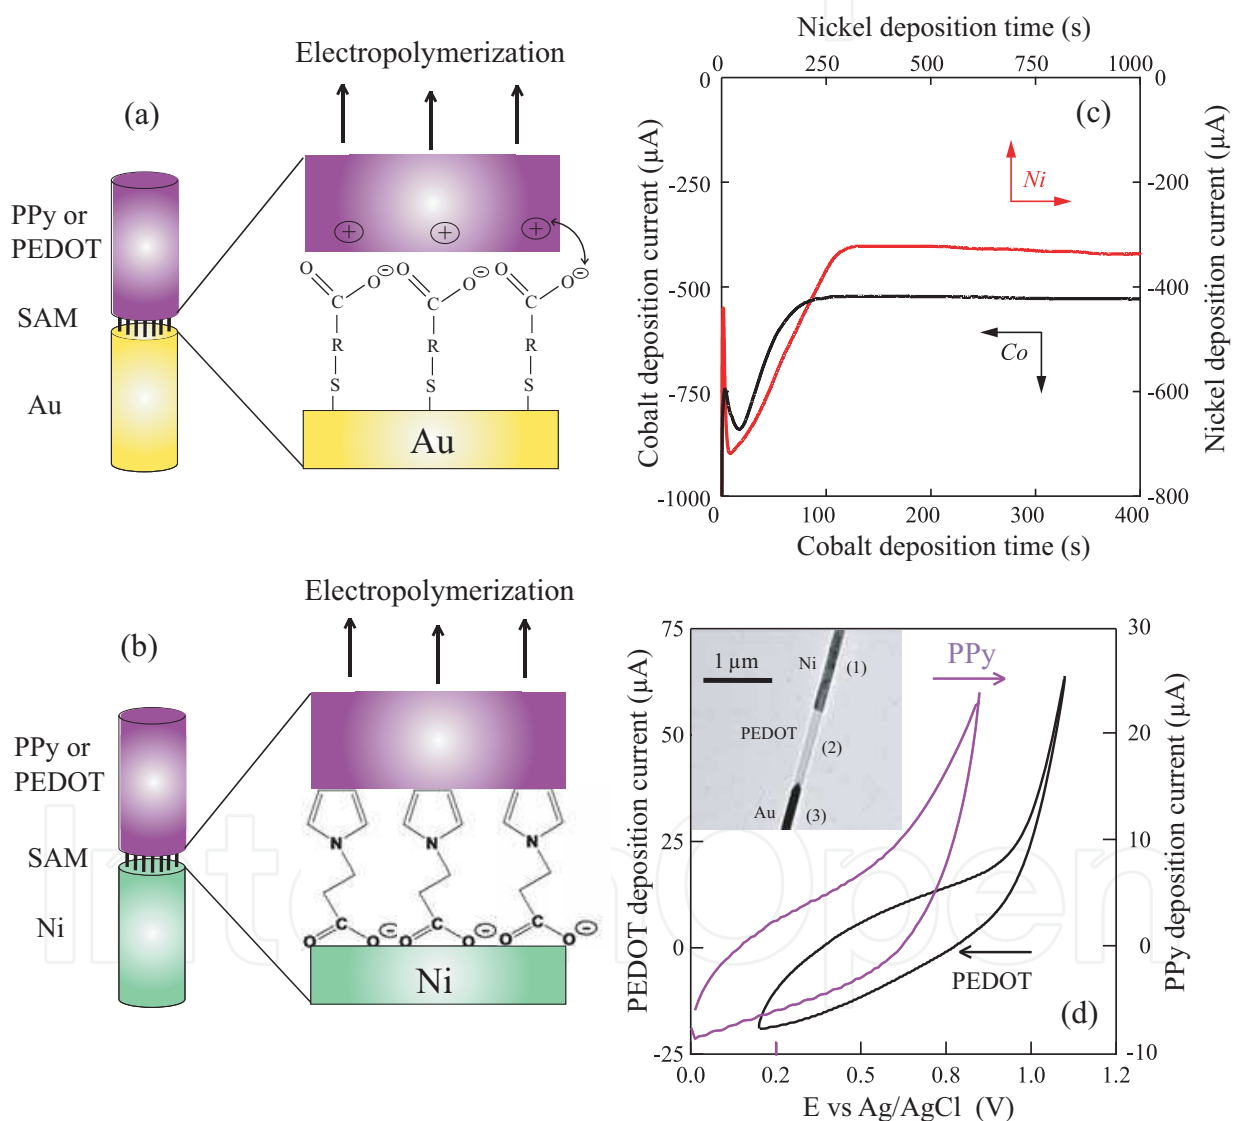 (a)
Electropolymerization
PPy or
PEDOT
SAM
Au
+ + +
O C O −
O C O −
O C O −
R R R
S S S
Au
(c)
Nickel deposition time (s)
0 250 500 750 1000
Cobalt deposition current (µA)
0
-250
-500
-750
-1000
Nickel deposition current (µA)
0
-200
-400
-600
-800
Ni
Co
0 100 200 300 400
Cobalt deposition time (s)
(b)
Electropolymerization
PPy or
PEDOT
SAM
Ni
N N N
O C O −
O C O −
O C O −
Ni
(d)
PEDOT deposition current (µA)
75
50
25
0
-25
PPy deposition current (µA)
30
20
10
0
-10
1 µm
Ni (1)
PEDOT (2)
Au (3)
PPy
PEDOT
0.0 0.2 0.5 0.8 1.0 1.2
E vs Ag/AgCl (V)
IntechOpen